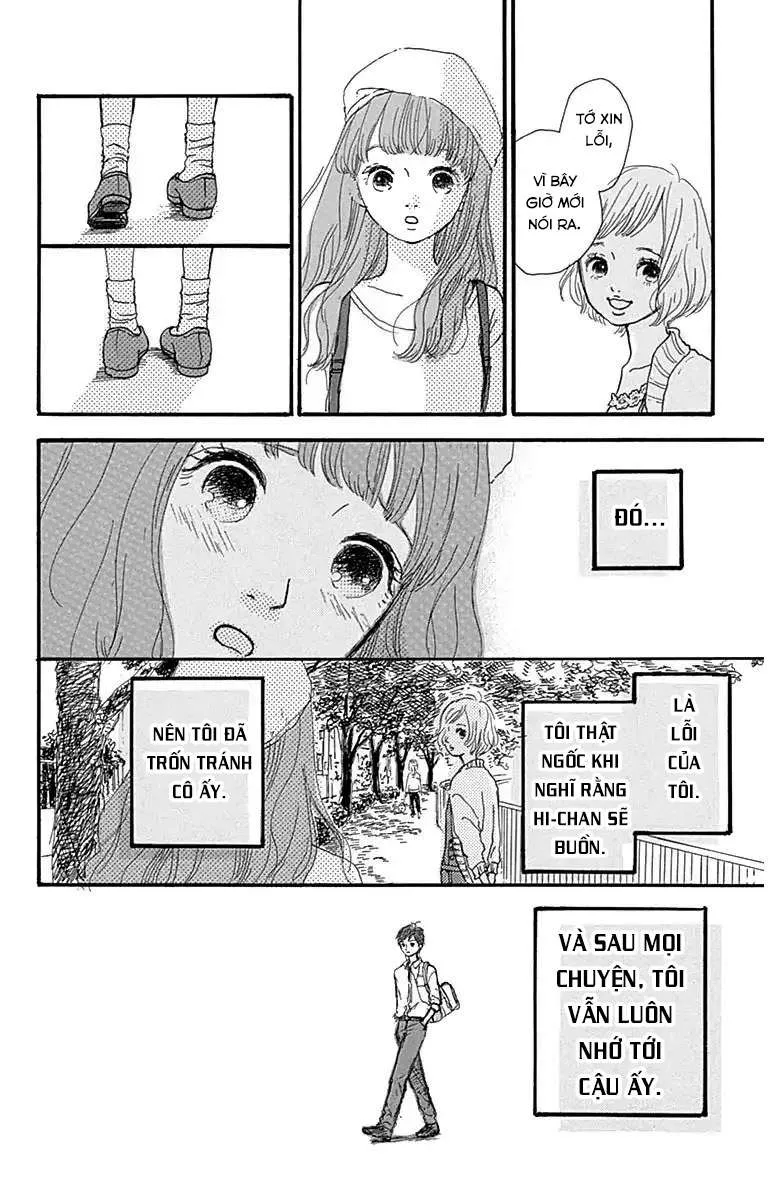 TỚ XIN
LỖI,
VÌ BÂY
GIỜ MỚI
NÓI RA.
ĐÓ...
LÀ
LỖI
CỦA
TÔI.
TÔI THẬT
NGỐC KHI
NGHĨ RẰNG
HI-CHAN SẼ
BUỒN.
NÊN TÔI ĐÃ
TRỐN TRÁNH
CÔ ẤY.
VÀ SAU MỌI
CHUYỆN, TÔI
VẪN LUÔN
NHỚ TỚI
CẬU ẤY.